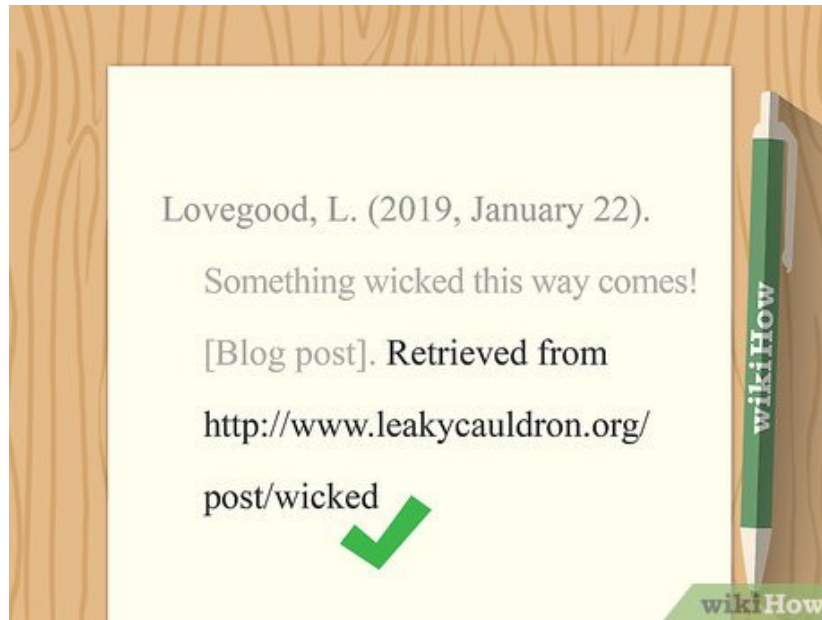 Lovegood, L. (2019, January 22).
Something wicked this way comes!
[Blog post]. Retrieved from
http://www.leakycauldron.org/
post/wicked
wikiHow
wikiHow